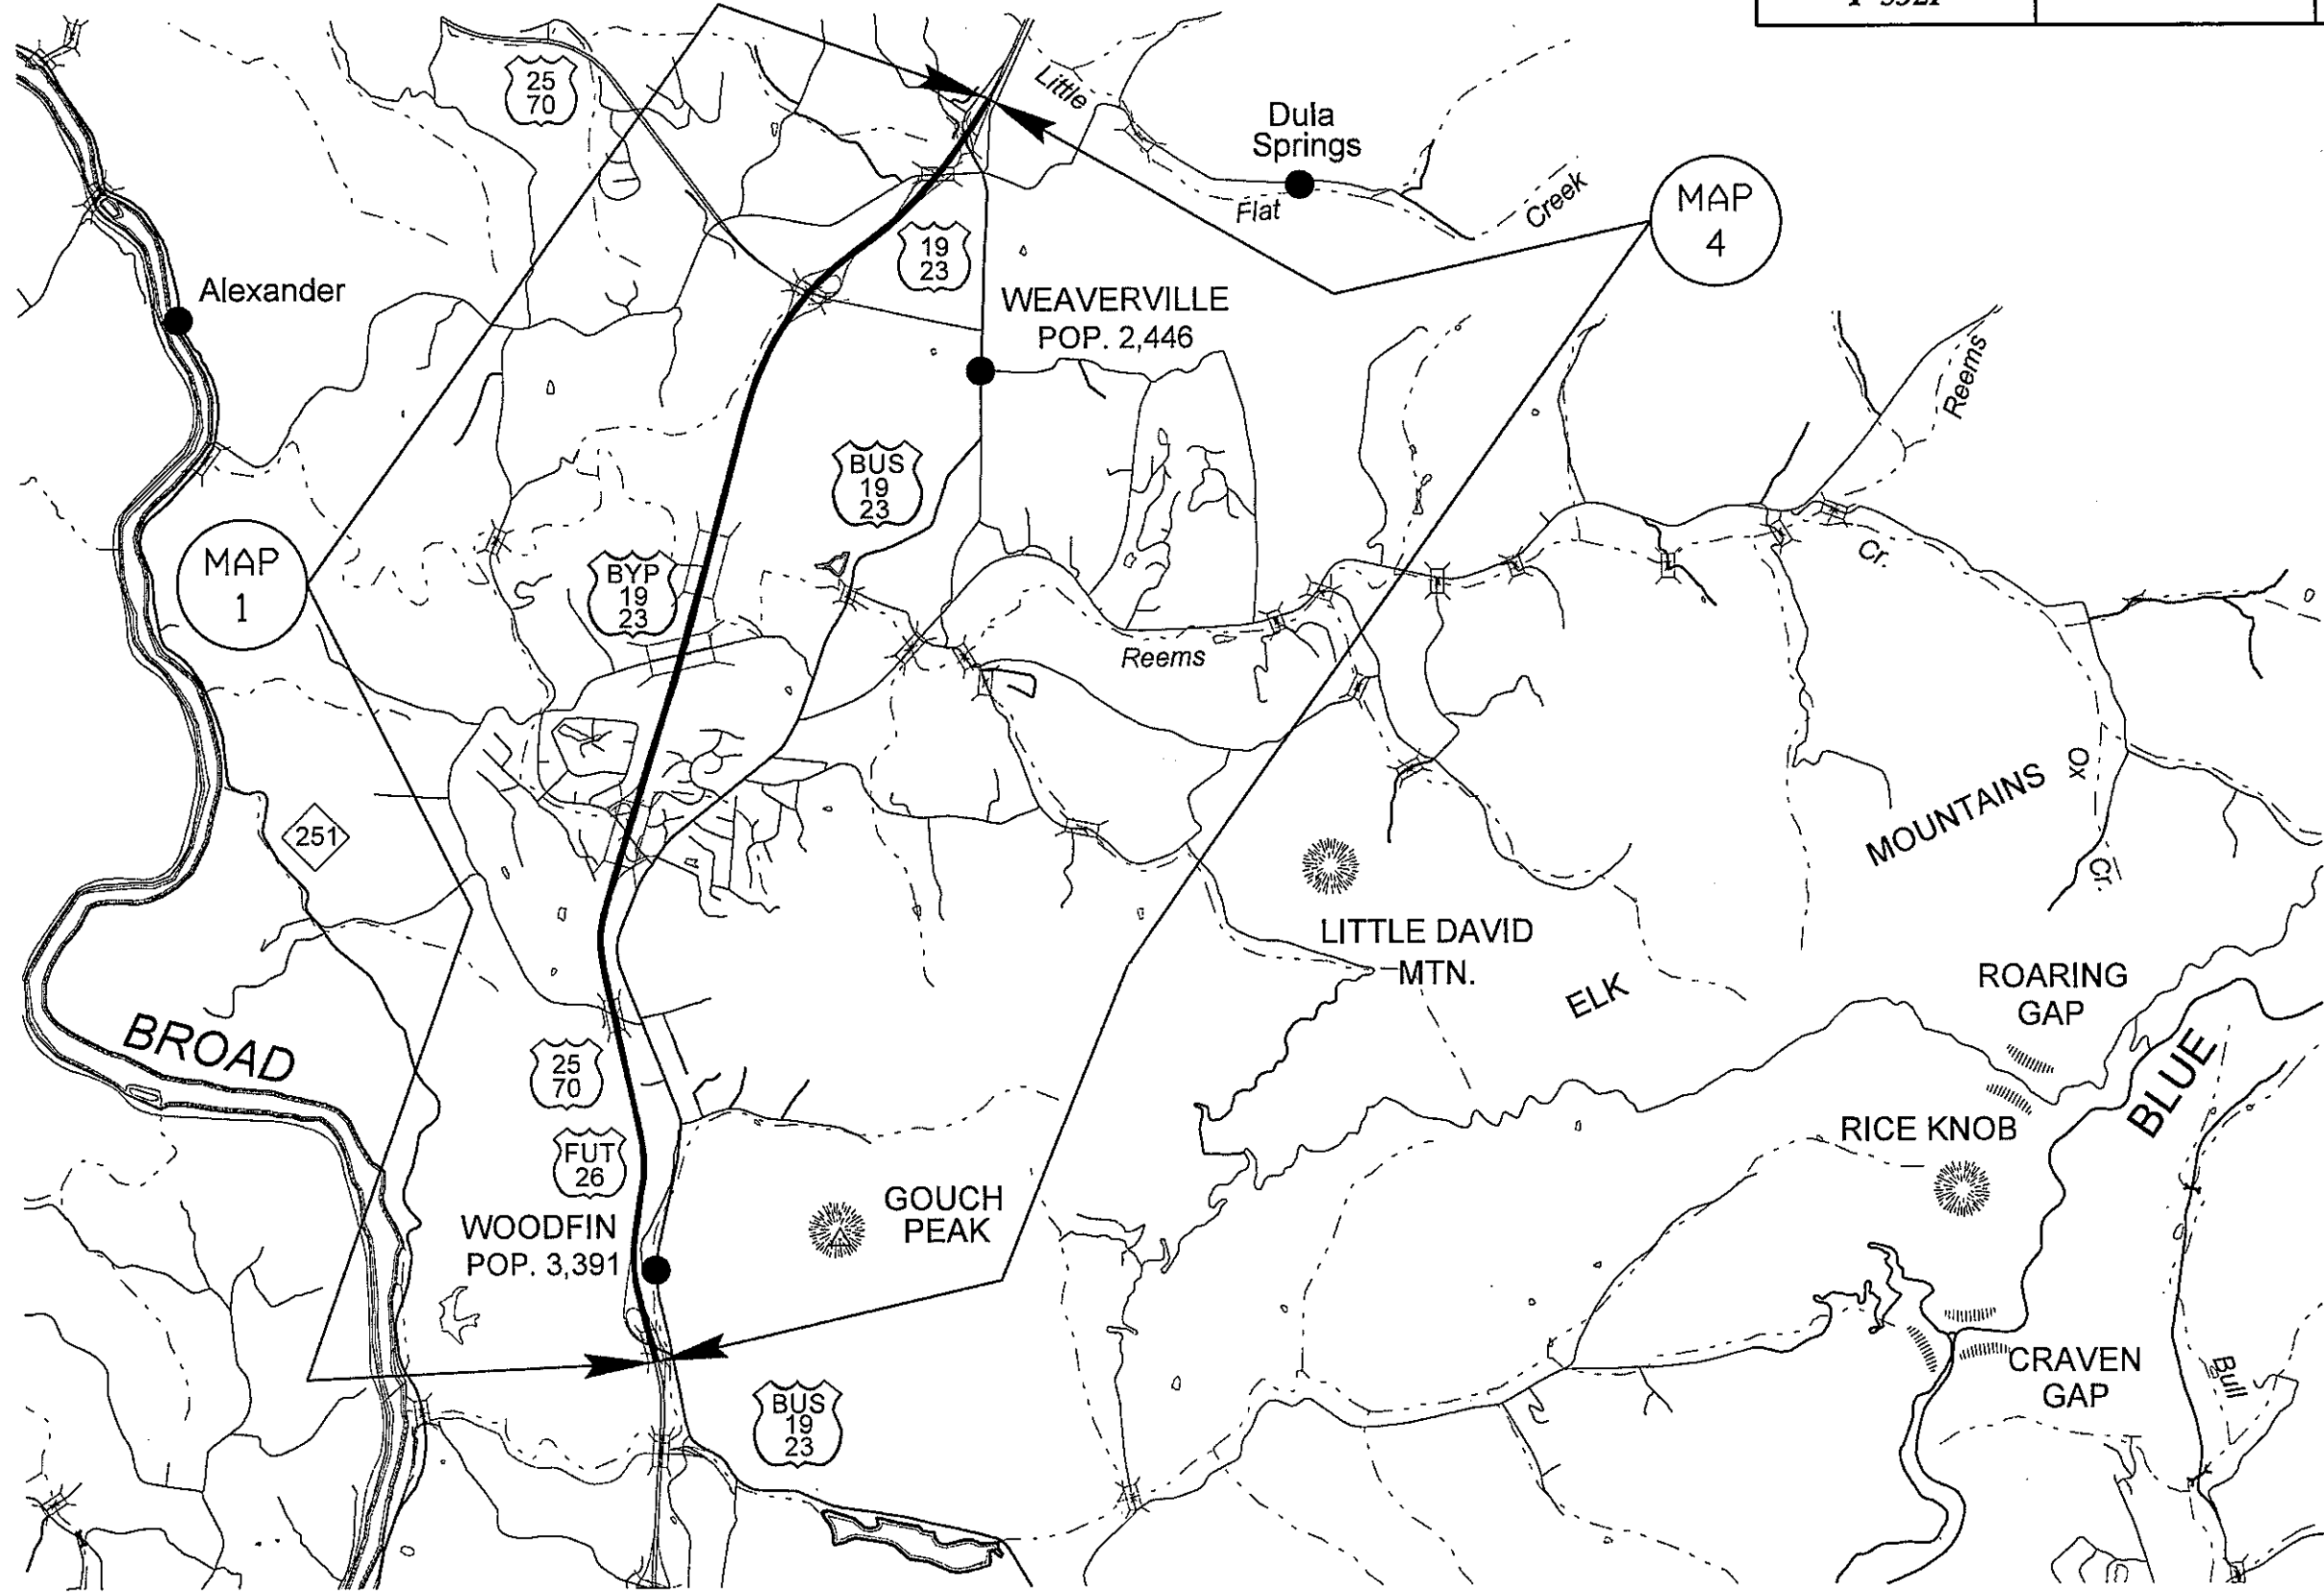 25
70
Little
Dula
Springs
Flat
Creek
MAP
4
19
23
Alexander
WEAVERVILLE
POP. 2,446
Reems
BUS
19
23
MAP
1
BYP
19
23
Cr.
Reems
Ox
Cr.
MOUNTAINS
251
LITTLE DAVID
MTN.
ELK
ROARING
GAP
BROAD
BLUE
25
70
RICE KNOB
FUT
26
GOUCH
PEAK
WOODFIN
POP. 3,391
CRAVEN
GAP
Bull
BUS
19
23